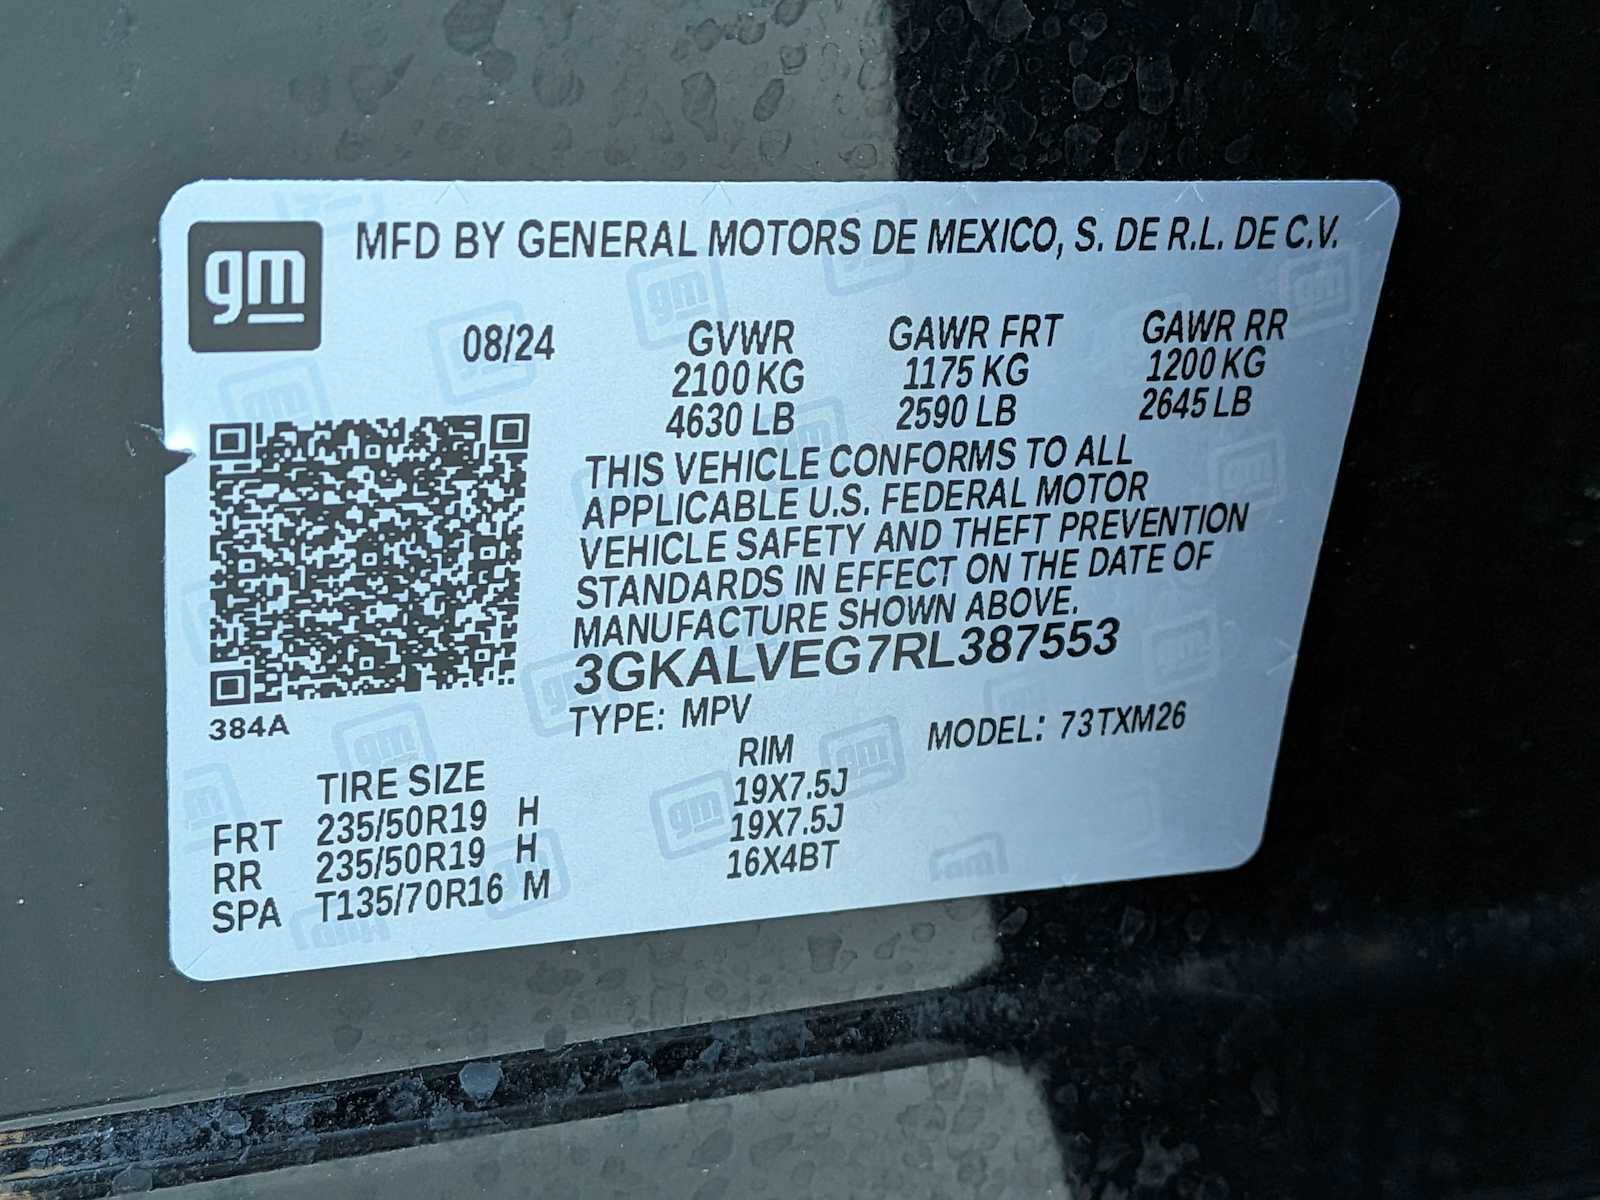 gm MFD BY GENERAL MOTORS DE MEXICO, S. DE R.L. DE C.V.
08/24 GVWR GAWR FRT GAWR RR
2100 KG 1175 KG 1200 KG
4630 LB 2590 LB 2645 LB
THIS VEHICLE CONFORMS TO ALL
APPLICABLE U.S. FEDERAL MOTOR
VEHICLE SAFETY AND THEFT PREVENTION
STANDARDS IN EFFECT ON THE DATE OF
MANUFACTURE SHOWN ABOVE.
3GKALVEG7RL387553
384A
TYPE: MPV MODEL: 73TXM26
TIRE SIZE RIM
FRT 235/50R19 H 19X7.5J
RR 235/50R19 H 19X7.5J
SPA T135/70R16 M 16X4BT